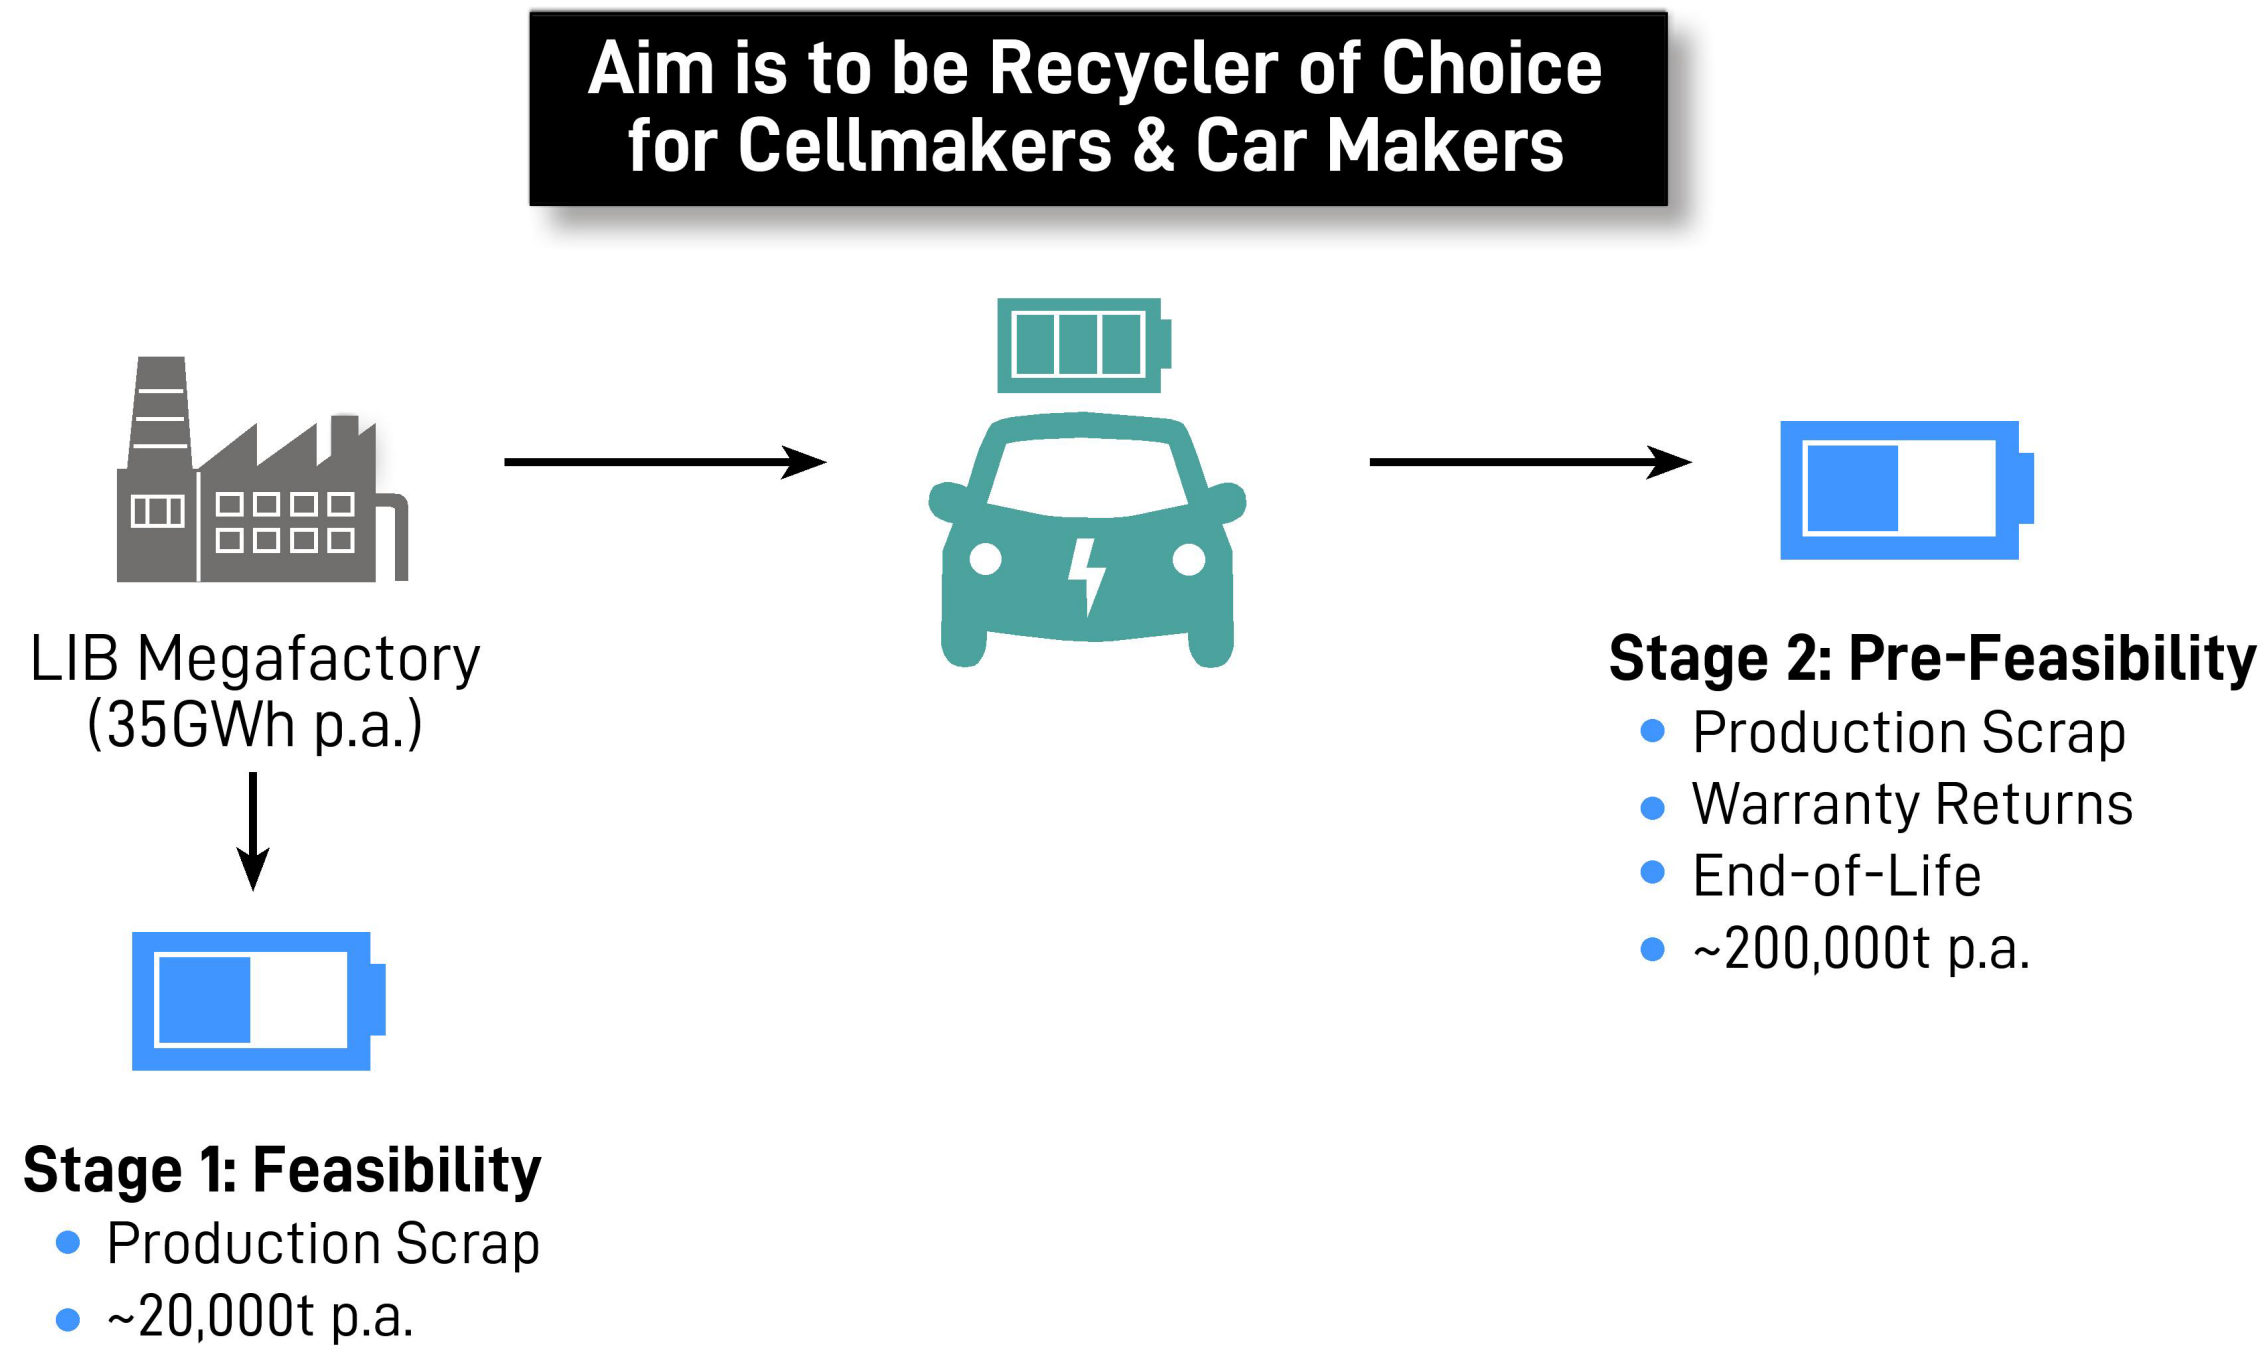 Aim is to be Recycler of Choice
for Cellmakers & Car Makers
LIB Megafactory
(35GWh p.a.)
Stage 1: Feasibility
Production Scrap
~20,000t p.a.
Stage 2: Pre-Feasibility
Production Scrap
Warranty Returns
End-of-Life
~200,000t p.a.